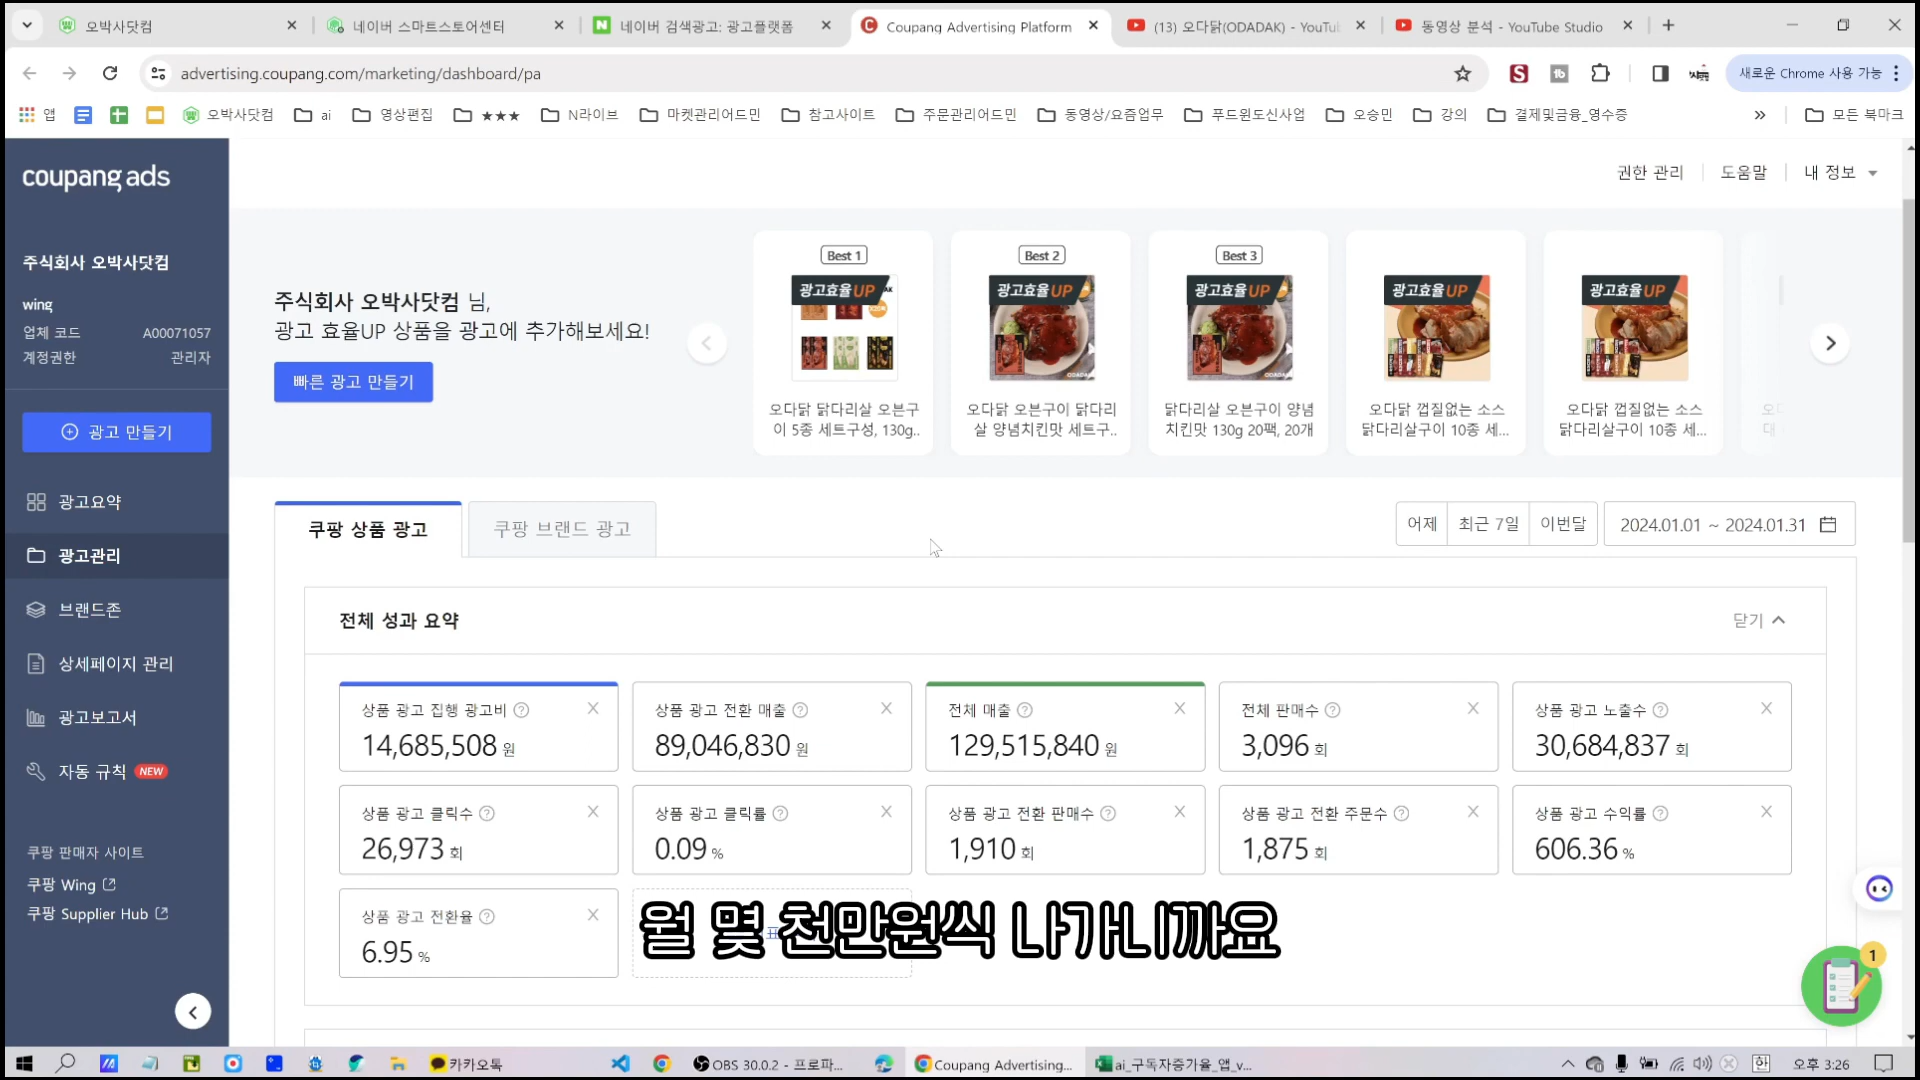 오박사닷컴
네이버 스마트스토어센터
네이버 검색광고: 광고플랫폼
Coupang Advertising Platform
(13) 오다닭(ODADAK) - YouTu
동영상 분석 - YouTube Studio
advertising.coupang.com/marketing/dashboard/pa
새로운 Chrome 사용 가능
앱
오박사닷컴
ai
영상편집
★★★
N라이브
마켓관리어드민
참고사이트
주문관리어드민
동영상/요즘업무
푸드윈도신사업
오승민
강의
결제및금융_영수증
모든 북마크
coupang ads
권한 관리
도움말
내 정보
주식회사 오박사닷컴
wing
업체 코드 A00071057
계정권한 관리자
광고 만들기
광고요약
광고관리
브랜드존
상세페이지 관리
광고보고서
자동 규칙 NEW
쿠팡 판매자 사이트
쿠팡 Wing
쿠팡 Supplier Hub
주식회사 오박사닷컴 님,
광고 효율UP 상품을 광고에 추가해보세요!
빠른 광고 만들기
Best 1
광고효율UP
오다닭 닭다리살 오븐구
이 5종 세트구성, 130g..
Best 2
광고효율UP
오다닭 오븐구이 닭다리
살 양념치킨맛 세트구..
Best 3
광고효율UP
닭다리살 오븐구이 양념
치킨맛 130g 20팩, 20개
광고효율UP
오다닭 껍질없는 소스
닭다리살구이 10종 세...
광고효율UP
오다닭 껍질없는 소스
닭다리살구이 10종 세...
쿠팡 상품 광고
쿠팡 브랜드 광고
어제
최근 7일
이번달
2024.01.01 ~ 2024.01.31
전체 성과 요약
닫기
상품 광고 집행 광고비
14,685,508 원
상품 광고 전환 매출
89,046,830 원
전체 매출
129,515,840 원
전체 판매수
3,096 회
상품 광고 노출수
30,684,837 회
상품 광고 클릭수
26,973 회
상품 광고 클릭률
0.09 %
상품 광고 전환 판매수
1,910 회
상품 광고 전환 주문수
1,875 회
상품 광고 수익률
606.36 %
상품 광고 전환율
6.95 %
월 몇 천만원씩 나가니까요
1
카카오톡
OBS 30.0.2 - 프로파...
Coupang Advertising...
ai_구독자증가율_앱_v...
한
오후 3:26